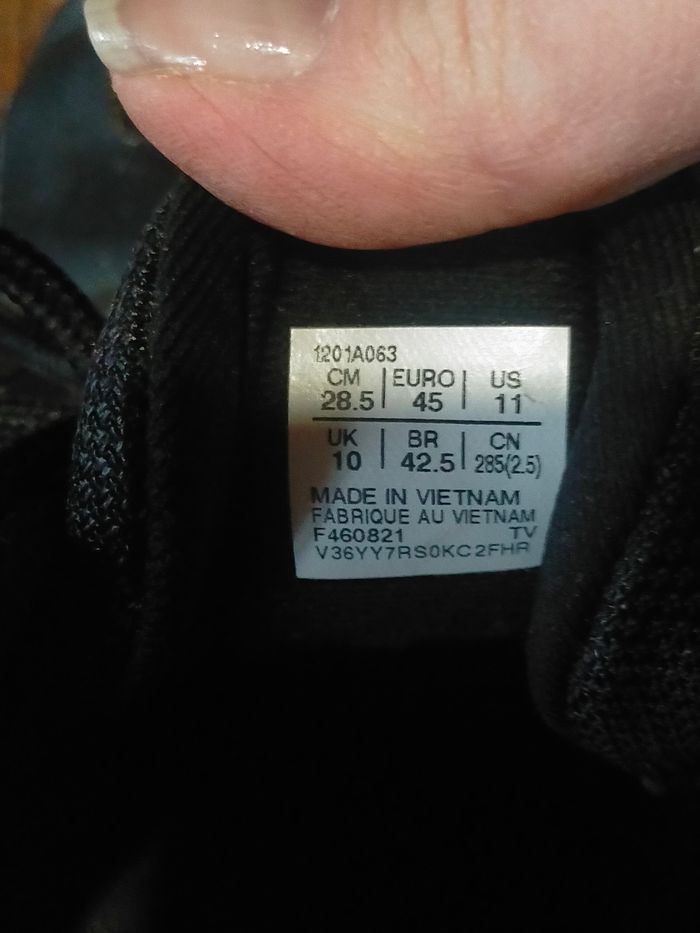 1201A063
CM | EURO | US
28.5 | 45 | 11
UK | BR | CN
10 | 42.5 | 285(2.5)
MADE IN VIETNAM
FABRIQUE AU VIETNAM
F460821 TV
V36YY7RS0KC2FHR